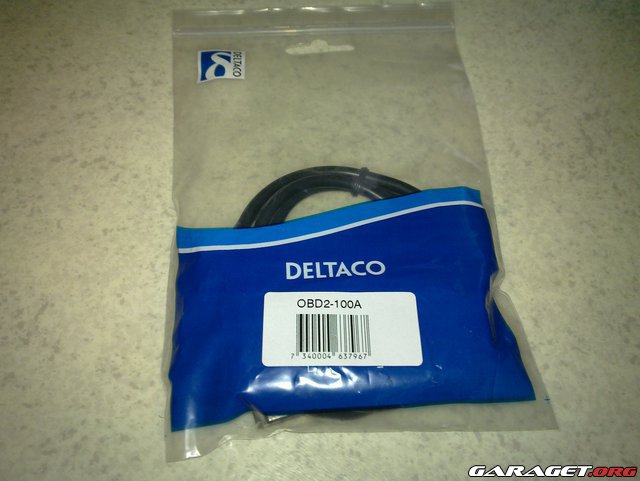 DELTACO
DELTACO
OBD2-100A
7 340004 637967
GARAGET.ORG